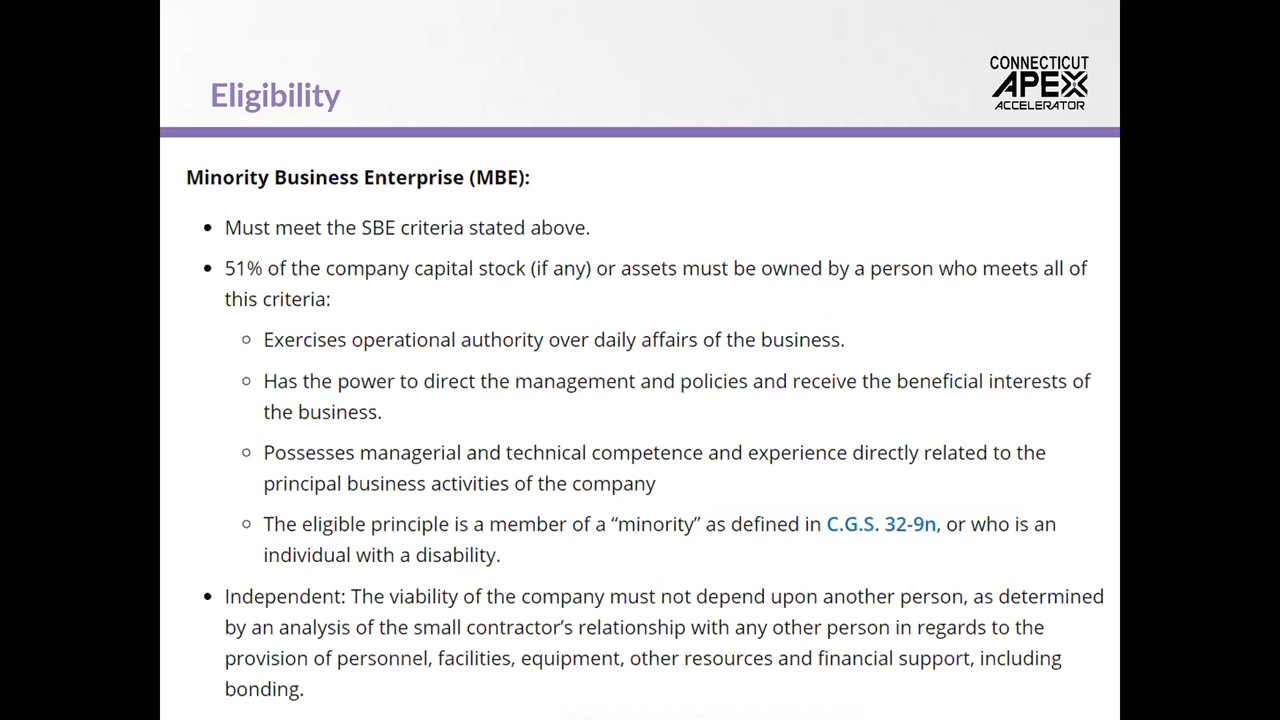 Eligibility
CONNECTICUT
APEX
ACCELERATOR
Minority Business Enterprise (MBE):
• Must meet the SBE criteria stated above.
• 51% of the company capital stock (if any) or assets must be owned by a person who meets all of
this criteria:
○ Exercises operational authority over daily affairs of the business.
○ Has the power to direct the management and policies and receive the beneficial interests of
the business.
○ Possesses managerial and technical competence and experience directly related to the
principal business activities of the company
○ The eligible principle is a member of a “minority” as defined in C.G.S. 32-9n, or who is an
individual with a disability.
• Independent: The viability of the company must not depend upon another person, as determined
by an analysis of the small contractor’s relationship with any other person in regards to the
provision of personnel, facilities, equipment, other resources and financial support, including
bonding.